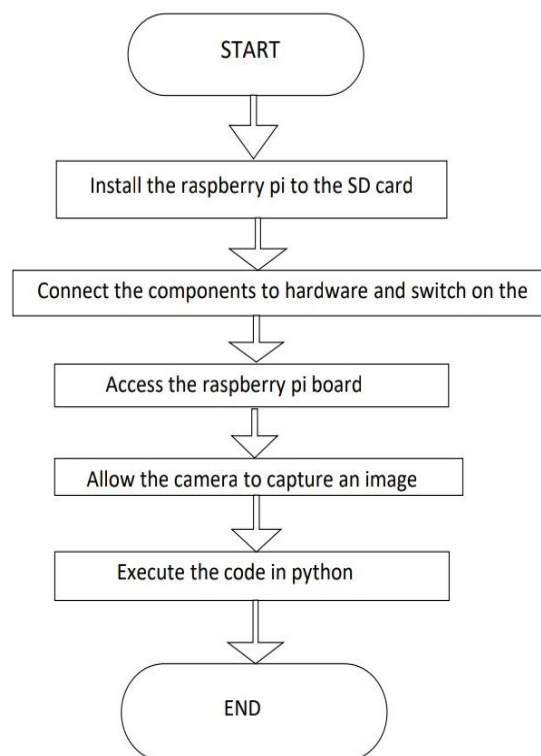 START
Install the raspberry pi to the SD card
Connect the components to hardware and switch on the
Access the raspberry pi board
Allow the camera to capture an image
Execute the code in python
END